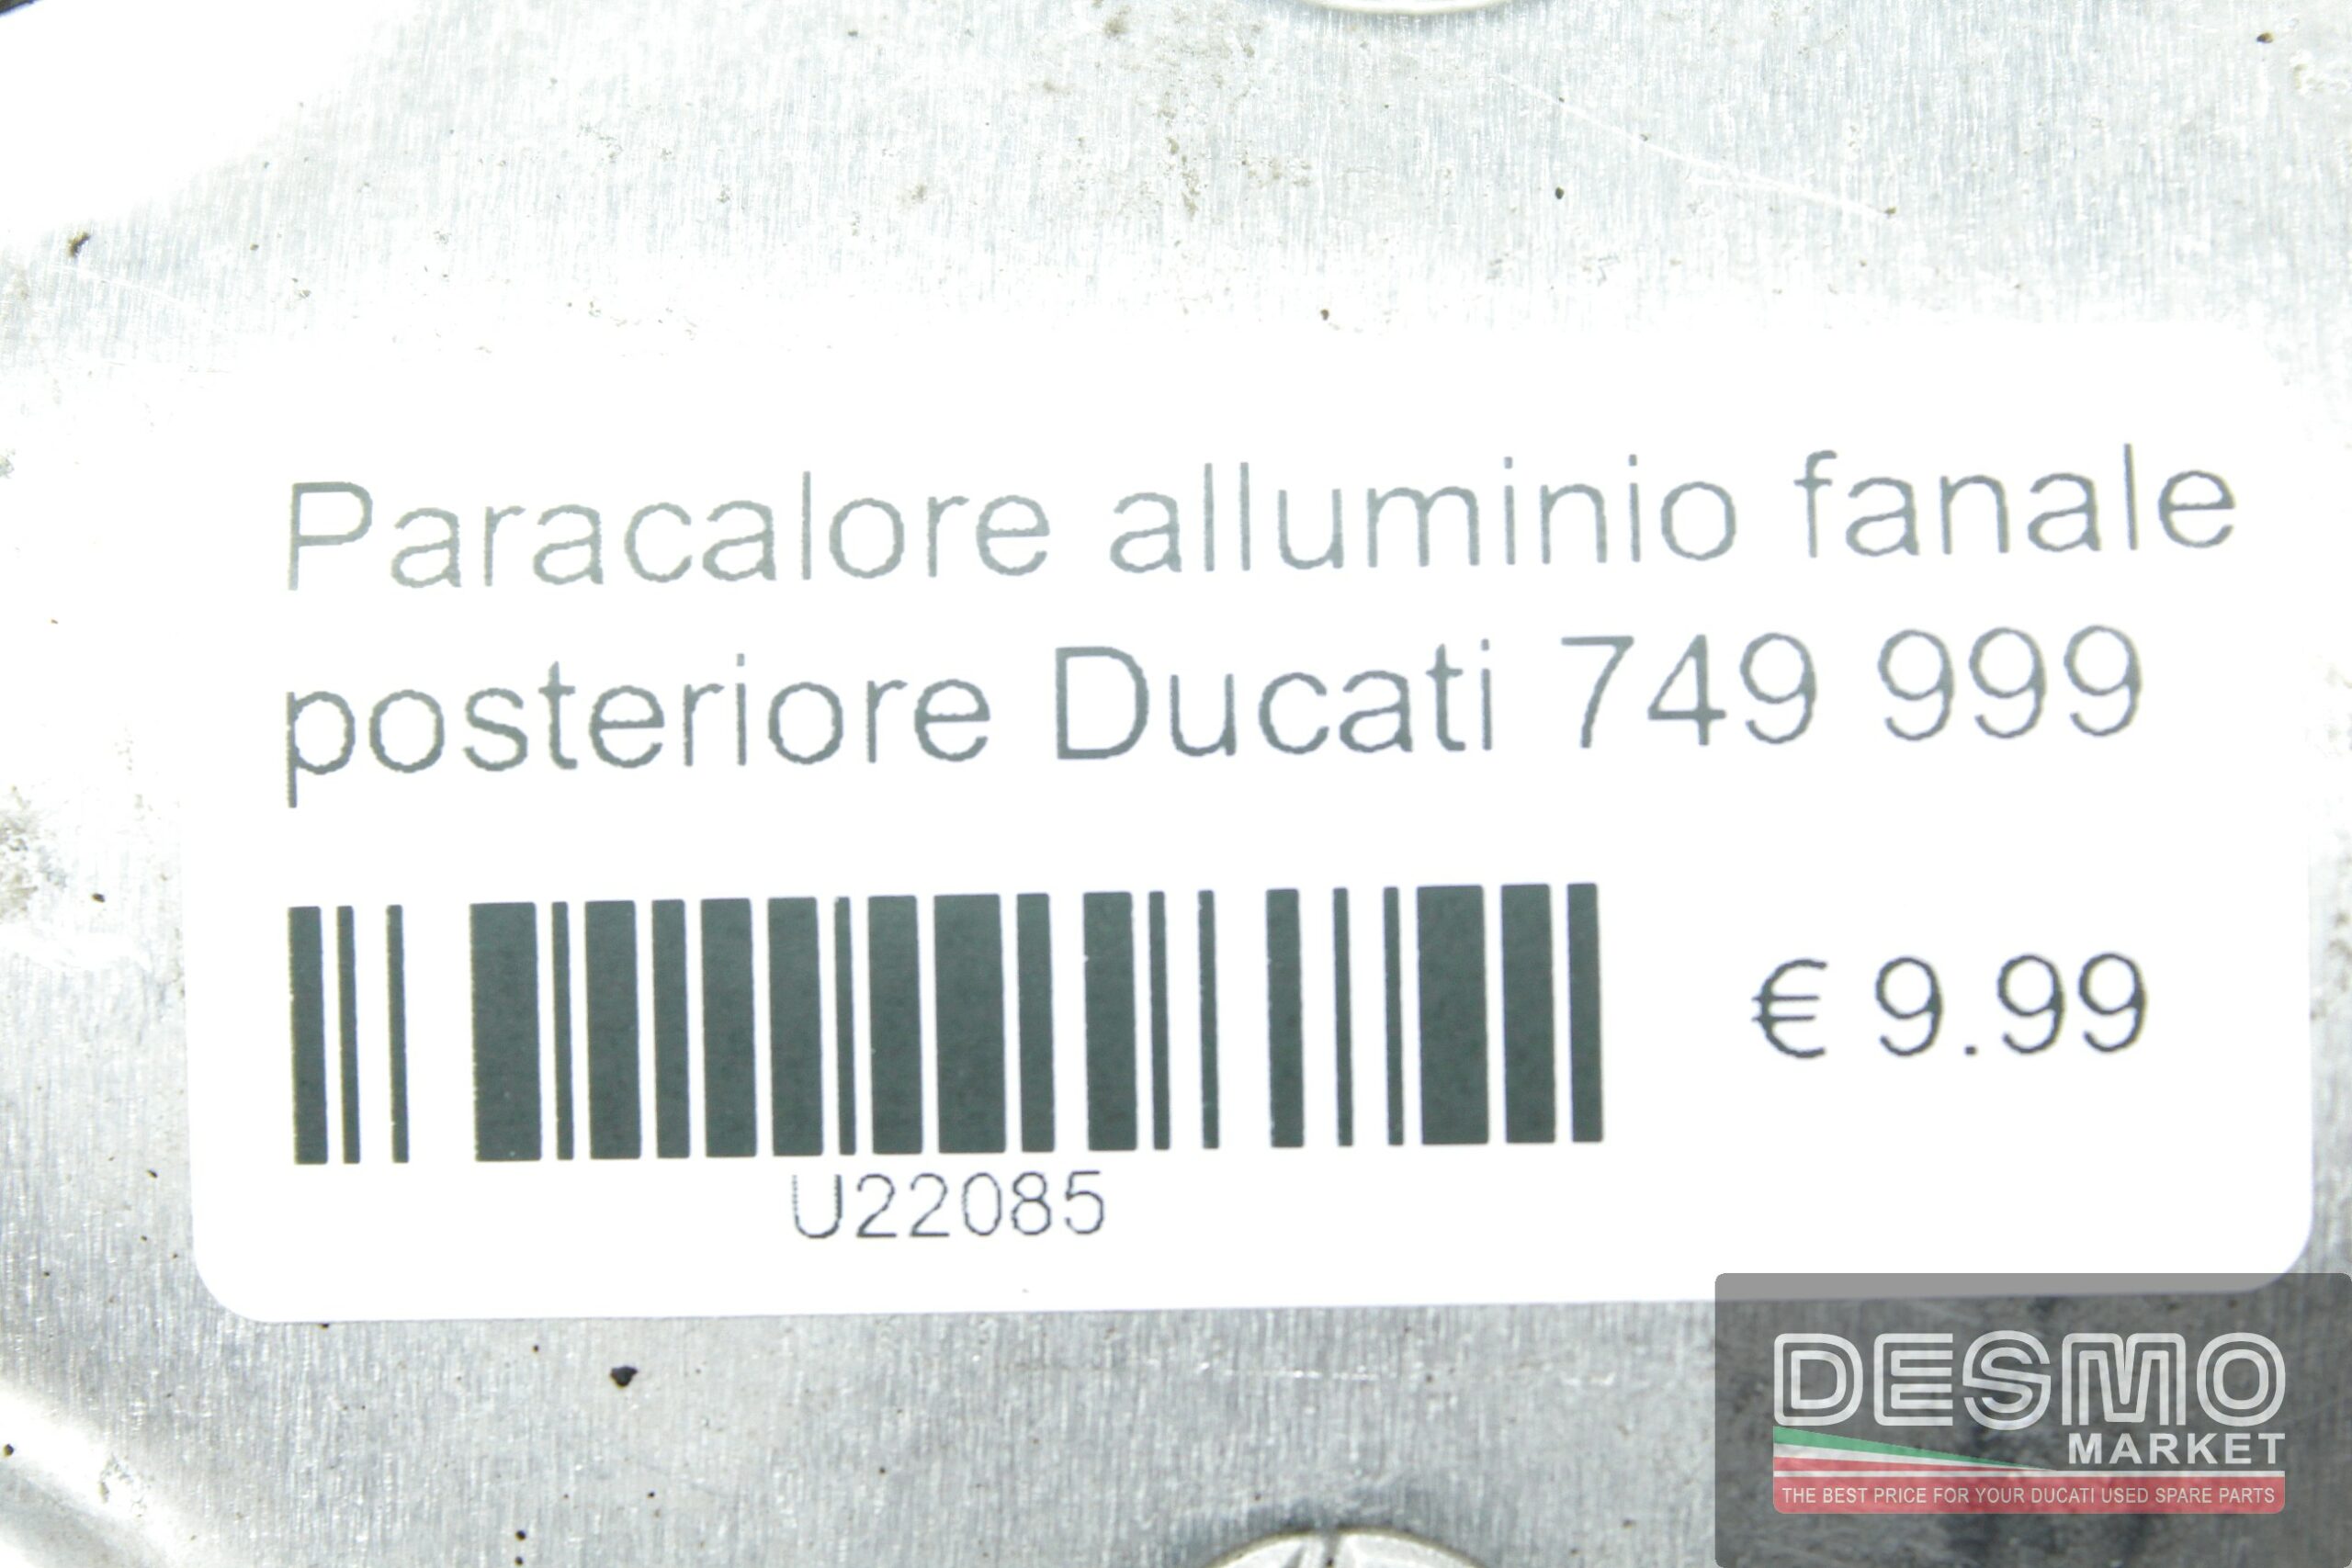 Paracalore alluminio fanale
posteriore Ducati 749 999
€ 9.99
U22085
DESMO
MARKET
THE BEST PRICE FOR YOUR DUCATI USED SPARE PARTS